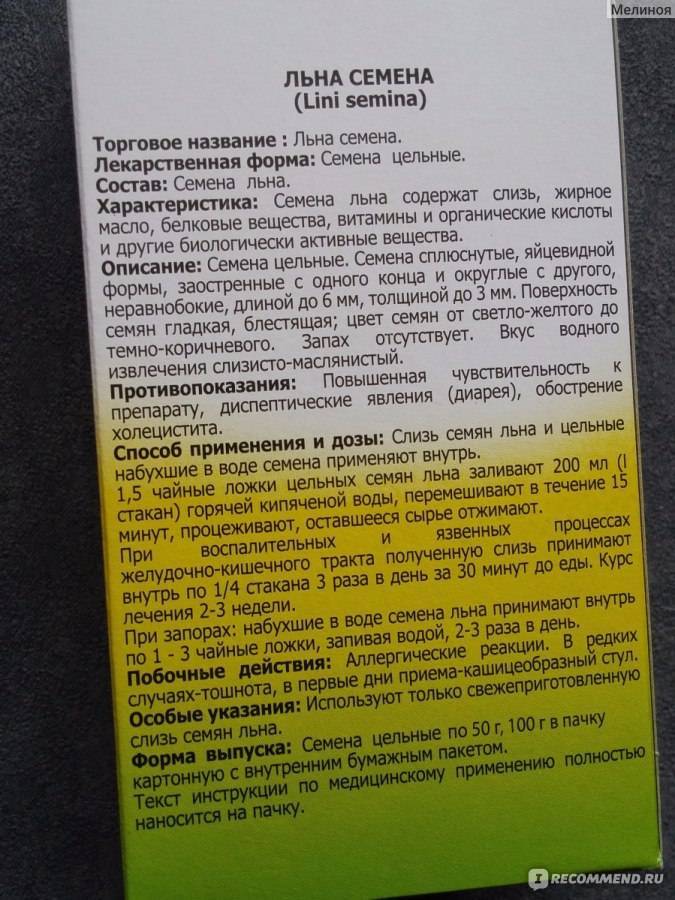 Мелиноя
ЛЬНА СЕМЕНА
(Lini semina)
Торговое название : Льна семена.
Лекарственная форма: Семена цельные.
Состав: Семена льна.
Характеристика: Семена льна содержат слизь, жирное
масло, белковые вещества, витамины и органические кислоты
и другие биологически активные вещества.
Описание: Семена цельные. Семена сплюснутые, яйцевидной
формы, заостренные с одного конца и округлые с другого,
неравнобокие, длиной до 6 мм, толщиной до 3 мм. Поверхность
семян гладкая, блестящая; цвет семян от светло-желтого до
темно-коричневого. Запах отсутствует. Вкус водного
извлечения слизисто-маслянистый.
Противопоказания: Повышенная чувствительность к
препарату, диспептические явления (диарея), обострение
холецистита.
Способ применения и дозы: Слизь семян льна и цельные
набухшие в воде семена применяют внутрь.
1,5 чайные ложки цельных семян льна заливают 200 мл (l
стакан) горячей кипяченой воды, перемешивают в течение 15
минут, процеживают, оставшееся сырье отжимают.
При воспалительных и язвенных процессах
желудочно-кишечного тракта полученную слизь принимают
внутрь по 1/4 стакана 3 раза в день за 30 минут до еды. Курс
лечения 2-3 недели.
При запорах: набухшие в воде семена льна принимают внутрь
по 1 - 3 чайные ложки, запивая водой, 2-3 раза в день.
Побочные действия: Аллергические реакции. В редких
случаях-тошнота, в первые дни приема-кашицеобразный стул.
Особые указания: Используют только свежеприготовленную
слизь семян льна.
Форма выпуска: Семена цельные по 50 г, 100 г в пачку
картонную с внутренним бумажным пакетом.
Текст инструкции по медицинскому применению полностью
наносится на пачку.
IRECOMMEND.RU